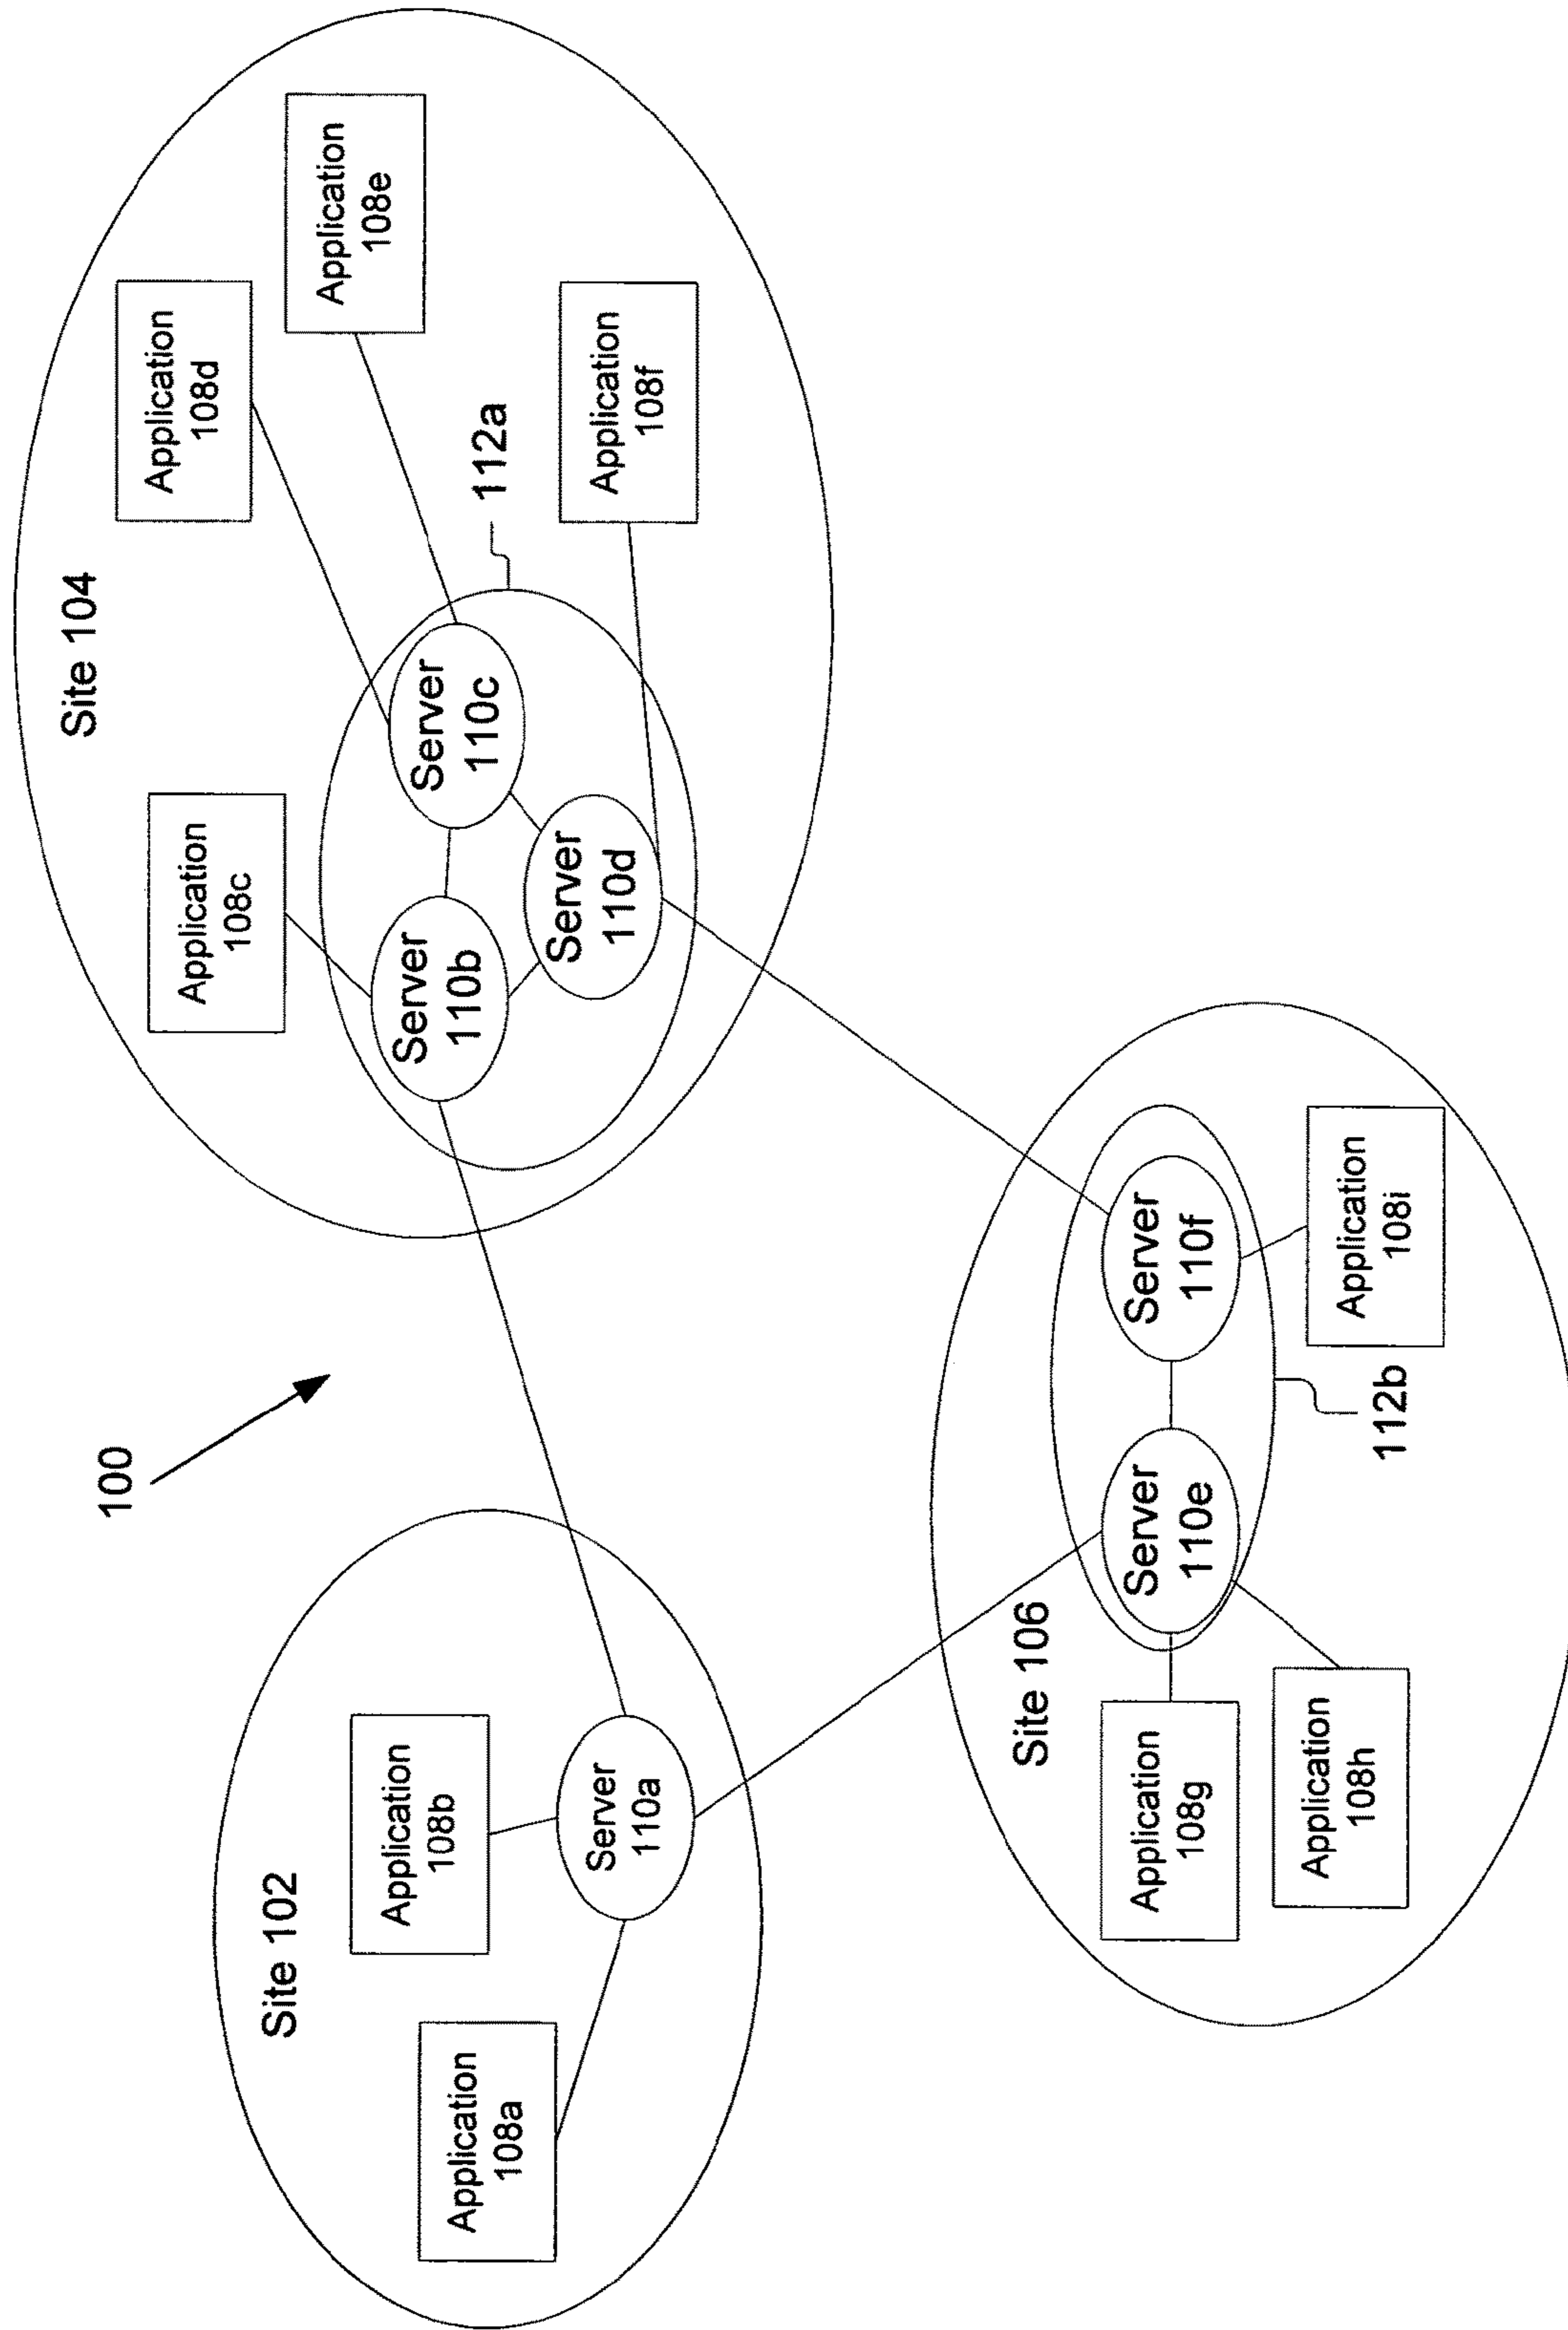 100
Site 102
Application
108a
Application
108b
Server
110a
Site 104
Application
108c
Application
108d
Application
108e
Application
108f
112a
Server
110b
Server
110c
Server
110d
Site 106
Server
110e
Server
110f
Application
108g
Application
108h
Application
108i
112b